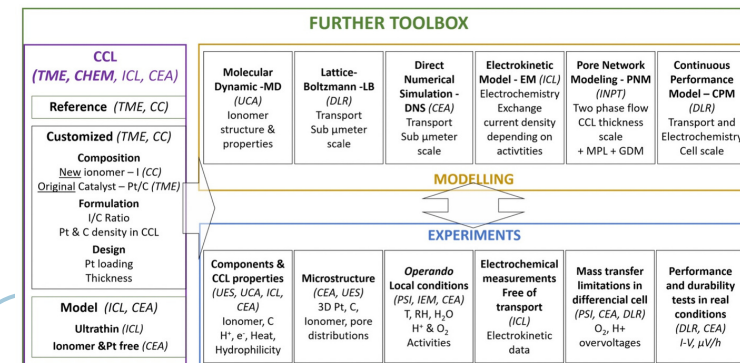 FURTHER TOOLBOX
CCL
(TME, CHEM, ICL, CEA)
Reference (TME, CC)
Customized (TME, CC)
Composition
New ionomer – I (CC)
Original Catalyst – Pt/C (TME)
Formulation
I/C Ratio
Pt & C density in CCL
Design
Pt loading
Thickness
Model (ICL, CEA)
Ultrathin (ICL)
Ionomer &Pt free (CEA)
Molecular
Dynamic -MD
(UCA)
Ionomer
structure &
properties
Lattice-
Boltzmann -LB
(DLR)
Transport
Sub µmeter
scale
Direct
Numerical
Simulation -
DNS (CEA)
Transport
Sub µmeter
scale
Electrokinetic
Model - EM (ICL)
Electrochemistry
Exchange
current density
depending on
activtities
Pore Network
Modeling - PNM
(INPT)
Two phase flow
CCL thickness
scale
+ MPL + GDM
Continuous
Performance
Model – CPM
(DLR)
Transport and
Electrochemistry
Cell scale
MODELLING
EXPERIMENTS
Components &
CCL properties
(UES, UCA, ICL,
CEA)
Ionomer, C
H⁺, e⁻, Heat,
Hydrophilicity
Microstructure
(CEA, UES)
3D Pt, C,
Ionomer, pore
distributions
Operando
Local conditions
(PSI, IEM, CEA)
T, RH, H₂O
H⁺ & O₂
Activities
Electrochemical
measurements
Free of
transport
(ICL)
Electrokinetic
data
Mass transfer
limitations in
differencial cell
(PSI, CEA, DLR)
O₂, H+
overvoltages
Performance
and durability
tests in real
conditions
(DLR, CEA)
I-V, µV/h